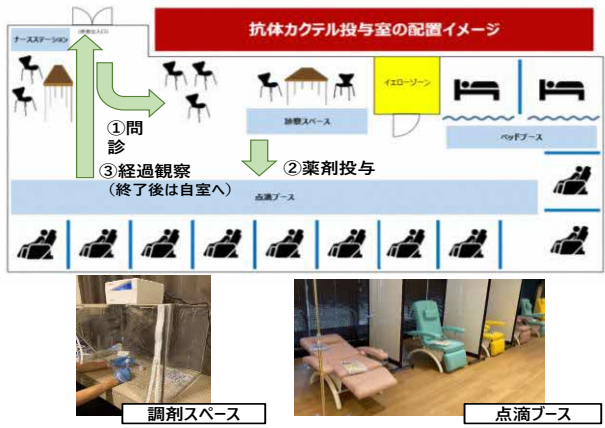 抗体カクテル投与室の配置イメージ
ナースステーション
イエローゾーン
診察スペース
ベッドブース
①問
診
②薬剤投与
③経過観察
（終了後は自室へ）
点滴ブース
調剤スペース
点滴ブース